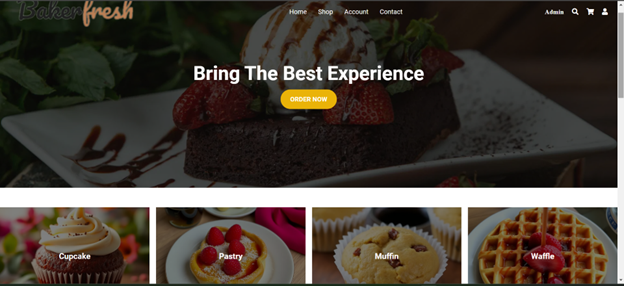 Bakerfresh
Home Shop Account Contact Admin
Bring The Best Experience
ORDER NOW
Cupcake Pastry Muffin Waffle